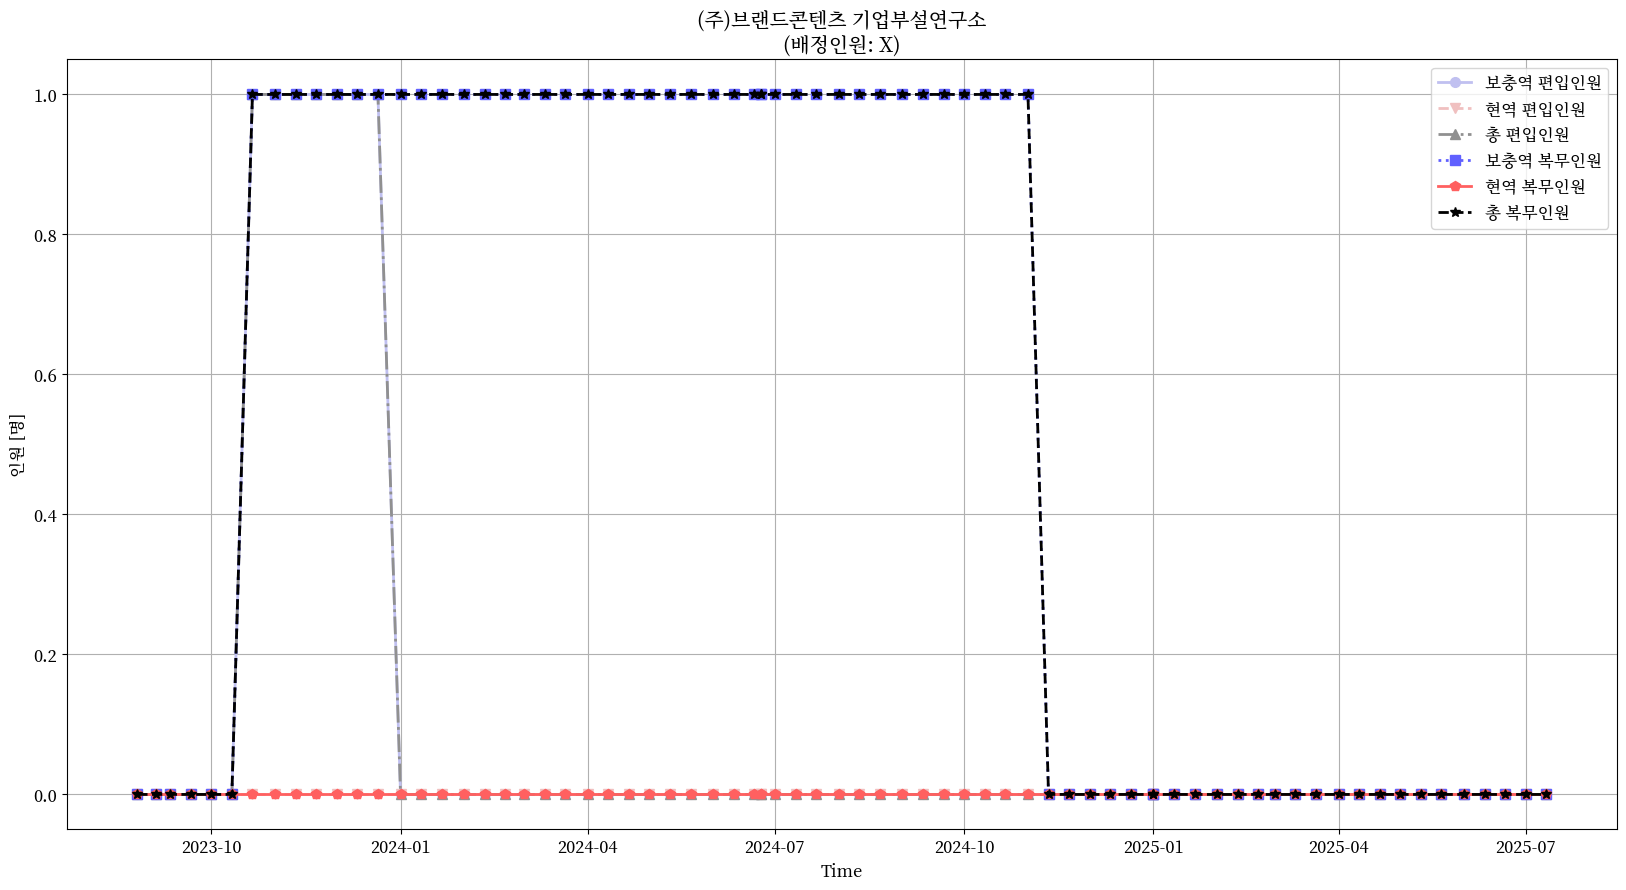 (주)브랜드콘텐츠 기업부설연구소
(배정인원: X)
보충역 편입인원
현역 편입인원
총 편입인원
보충역 복무인원
현역 복무인원
총 복무인원
인원 [명]
1.0
0.8
0.6
0.4
0.2
0.0
2023-10 2024-01 2024-04 2024-07 2024-10 2025-01 2025-04 2025-07
Time